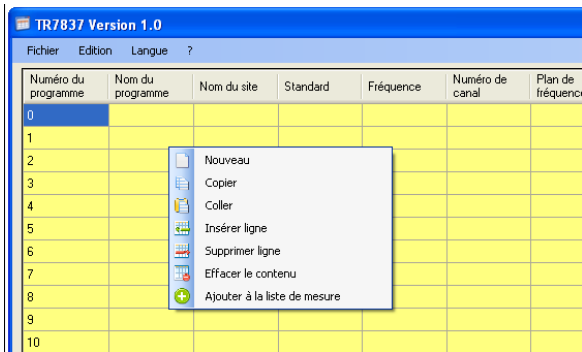 TR7837 Version 1.0
Fichier Edition Langue ?
Numéro du programme Nom du programme Nom du site Standard Fréquence Numéro de canal Plan de fréquence
0
1
2
3
4
5
6
7
8
9
10
Nouveau
Copier
Coller
Insérer ligne
Supprimer ligne
Effacer le contenu
Ajouter à la liste de mesure